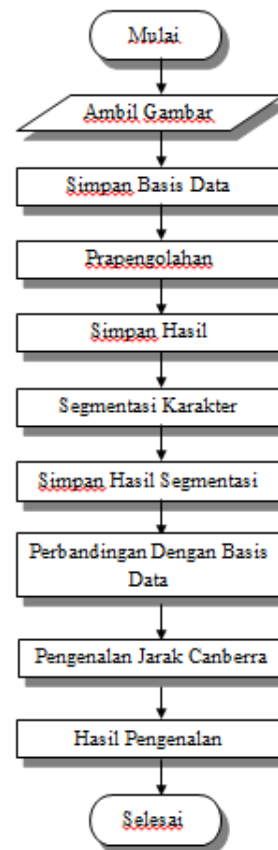 Mulai
Ambil Gambar
Simpan Basis Data
Prapengolahan
Simpan Hasil
Segmentasi Karakter
Simpan Hasil Segmentasi
Perbandingan Dengan Basis
Data
Pengenalan Jarak Canberra
Hasil Pengenalan
Selesai